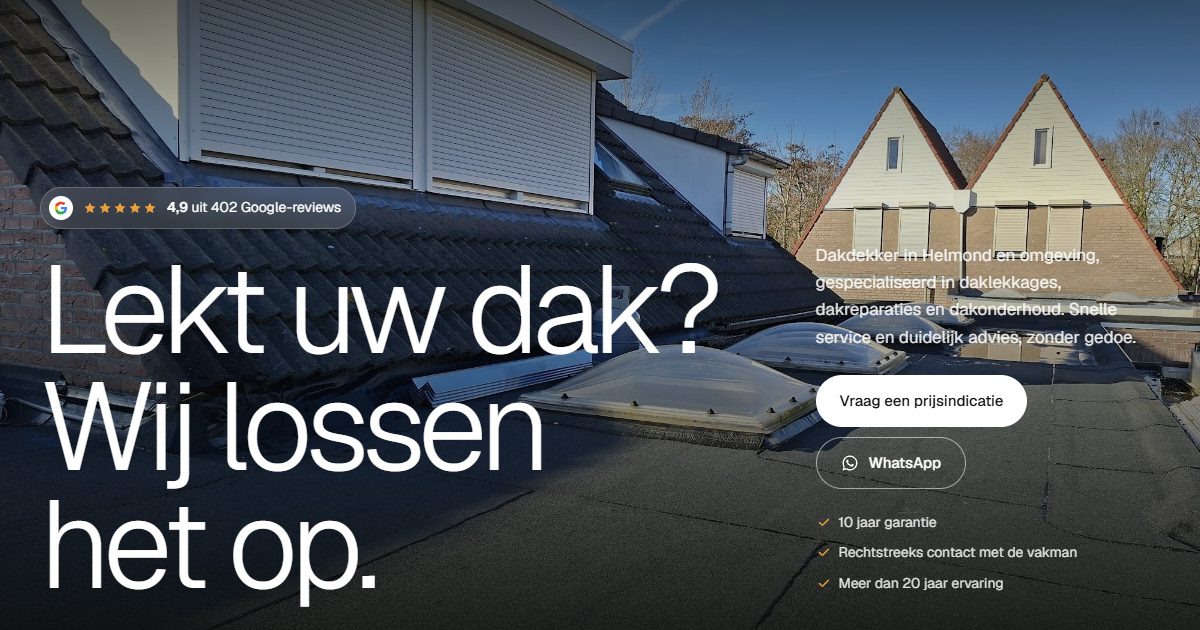 4,9 uit 402 Google-reviews
Lekt uw dak?
Wij lossen
het op.
Dakdekker in Helmond en omgeving,
gespecialiseerd in daklekkages,
dakreparaties en dakonderhoud. Snelle
service en duidelijk advies, zonder gedoe.
Vraag een prijsindicatie
WhatsApp
10 jaar garantie
Rechtstreeks contact met de vakman
Meer dan 20 jaar ervaring